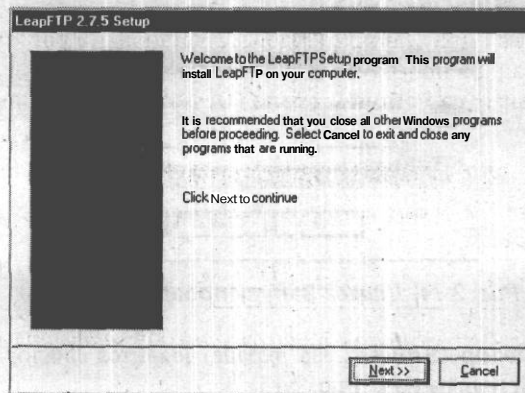 LeapFTP 2.7.5 Setup
Welcome to the LeapFTP Setup program This program will
install LeapFTP on your computer.
It is recommended that you close all other Windows programs
before proceeding. Select Cancel to exit and close any
programs that are running.
Click Next to continue
Next >>
Cancel